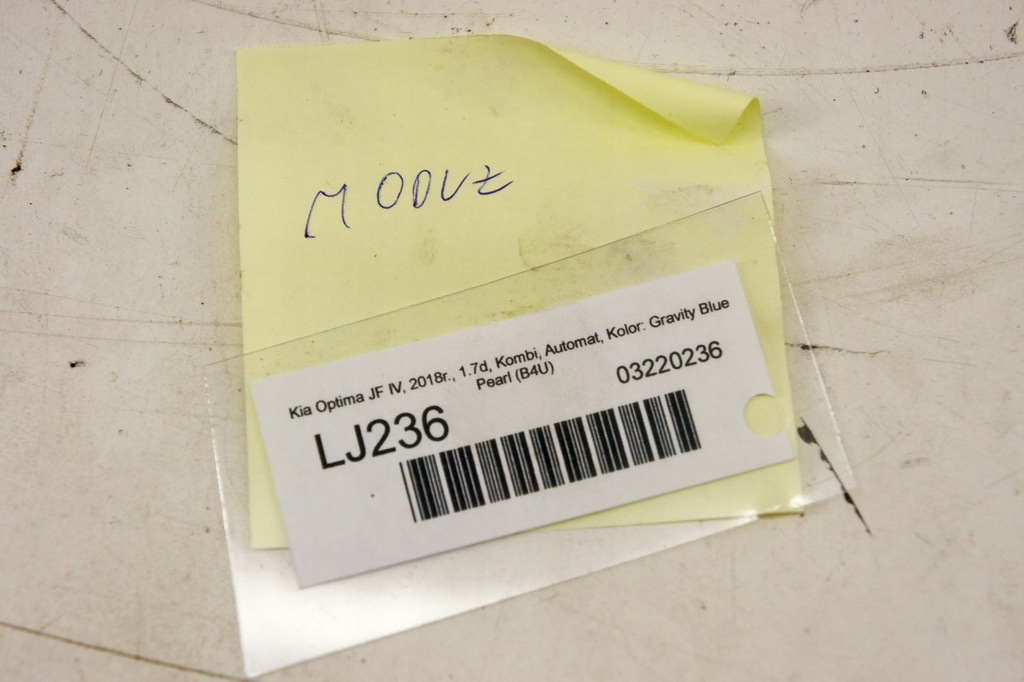 MODUŁ
Kia Optima JF IV, 2018r., 1.7d, Kombi, Automat, Kolor: Gravity Blue
Pearl (B4U)
03220236
LJ236